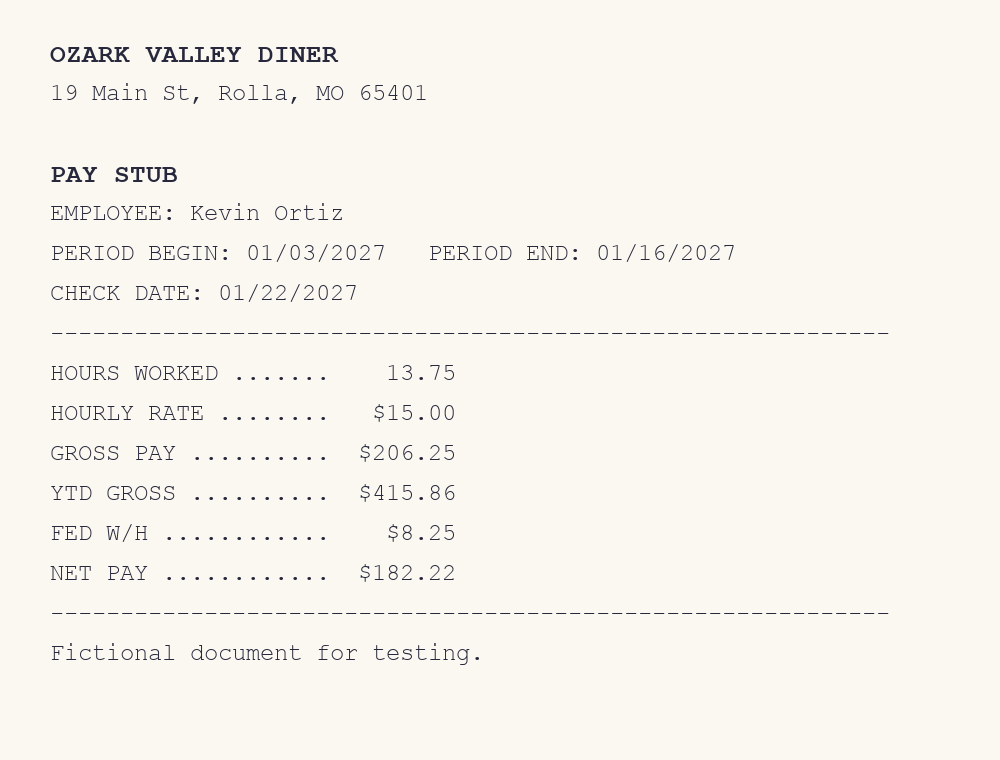 OZARK VALLEY DINER
19 Main St, Rolla, MO 65401
PAY STUB
EMPLOYEE: Kevin Ortiz
PERIOD BEGIN: 01/03/2027   PERIOD END: 01/16/2027
CHECK DATE: 01/22/2027
------------------------------------------------------------
HOURS WORKED .......    13.75
HOURLY RATE ........   $15.00
GROSS PAY ..........  $206.25
YTD GROSS ..........  $415.86
FED W/H ............    $8.25
NET PAY ............  $182.22
------------------------------------------------------------
Fictional document for testing.